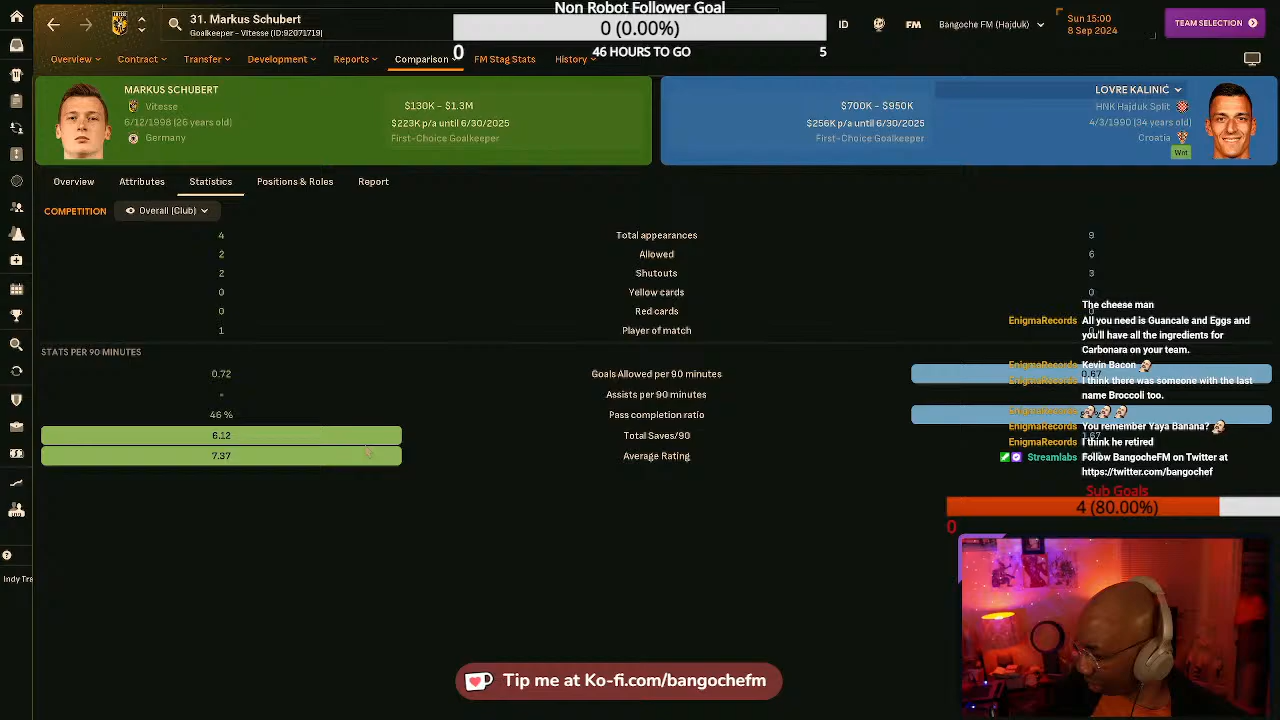 Non Robot Follower Goal
0 (0.00%)
0
46 HOURS TO GO
5
31. Markus Schubert
Goalkeeper - Vitesse (ID:92071719)
ID
FM
Bangoche FM (Hajduk)
Sun 15:00
8 Sep 2024
TEAM SELECTION
Overview
Contract
Transfer
Development
Reports
Comparison
FM Stag Stats
History
MARKUS SCHUBERT
Vitesse
6/12/1998 (26 years old)
Germany
$130K - $1.3M
$223K p/a until 6/30/2025
First-Choice Goalkeeper
$700K - $950K
$256K p/a until 6/30/2025
First-Choice Goalkeeper
LOVRE KALINIĆ
HNK Hajduk Split
4/3/1990 (34 years old)
Croatia
Wnt
Overview
Attributes
Statistics
Positions & Roles
Report
COMPETITION
Overall (Club)
4 Total appearances 9
2 Allowed 6
2 Shutouts 3
0 Yellow cards 0
0 Red cards 0
1 Player of match
STATS PER 90 MINUTES
0.72 Goals Allowed per 90 minutes 0.67
- Assists per 90 minutes
46 % Pass completion ratio
6.12 Total Saves/90
7.37 Average Rating
The cheese man
EnigmaRecords All you need is Guancale and Eggs and
you'll have all the ingredients for
Carbonara on your team.
EnigmaRecords Kevin Bacon
EnigmaRecords I think there was someone with the last
name Broccoli too.
EnigmaRecords
EnigmaRecords You remember Yaya Banana?
EnigmaRecords I think he retired
Streamlabs Follow BangocheFM on Twitter at
https://twitter.com/bangochef
Sub Goals
4 (80.00%)
0
Indy Tra
Tip me at Ko-fi.com/bangochefm